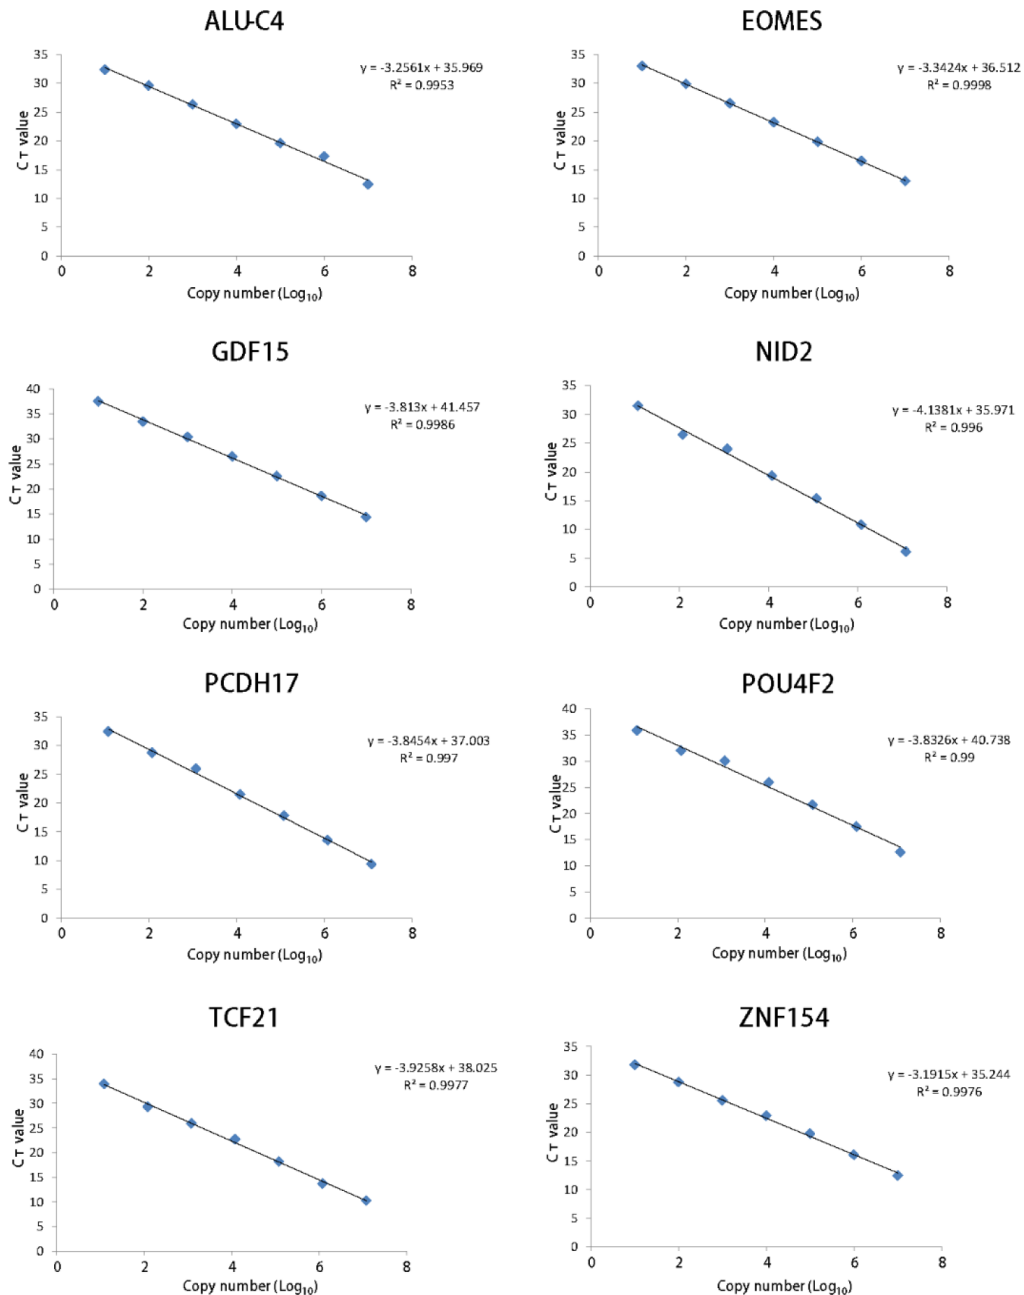 ALU-C4
y = -3.2561x + 35.969
R² = 0.9953
35
30
25
20
15
10
5
0
CT value
0 2 4 6 8
Copy number (Log₁₀)
EOMES
y = -3.3424x + 36.512
R² = 0.9998
35
30
25
20
15
10
5
0
CT value
0 2 4 6 8
Copy number (Log₁₀)
GDF15
y = -3.813x + 41.457
R² = 0.9986
40
35
30
25
20
15
10
5
0
CT value
0 2 4 6 8
Copy number (Log₁₀)
NID2
y = -4.1381x + 35.971
R² = 0.996
35
30
25
20
15
10
5
0
CT value
0 2 4 6 8
Copy number (Log₁₀)
PCDH17
y = -3.8454x + 37.003
R² = 0.997
35
30
25
20
15
10
5
0
CT value
0 2 4 6 8
Copy number (Log₁₀)
POU4F2
y = -3.8326x + 40.738
R² = 0.99
40
35
30
25
20
15
10
5
0
CT value
0 2 4 6 8
Copy number (Log₁₀)
TCF21
y = -3.9258x + 38.025
R² = 0.9977
40
35
30
25
20
15
10
5
0
CT value
0 2 4 6 8
Copy number (Log₁₀)
ZNF154
y = -3.1915x + 35.244
R² = 0.9976
35
30
25
20
15
10
5
0
CT value
0 2 4 6 8
Copy number (Log₁₀)